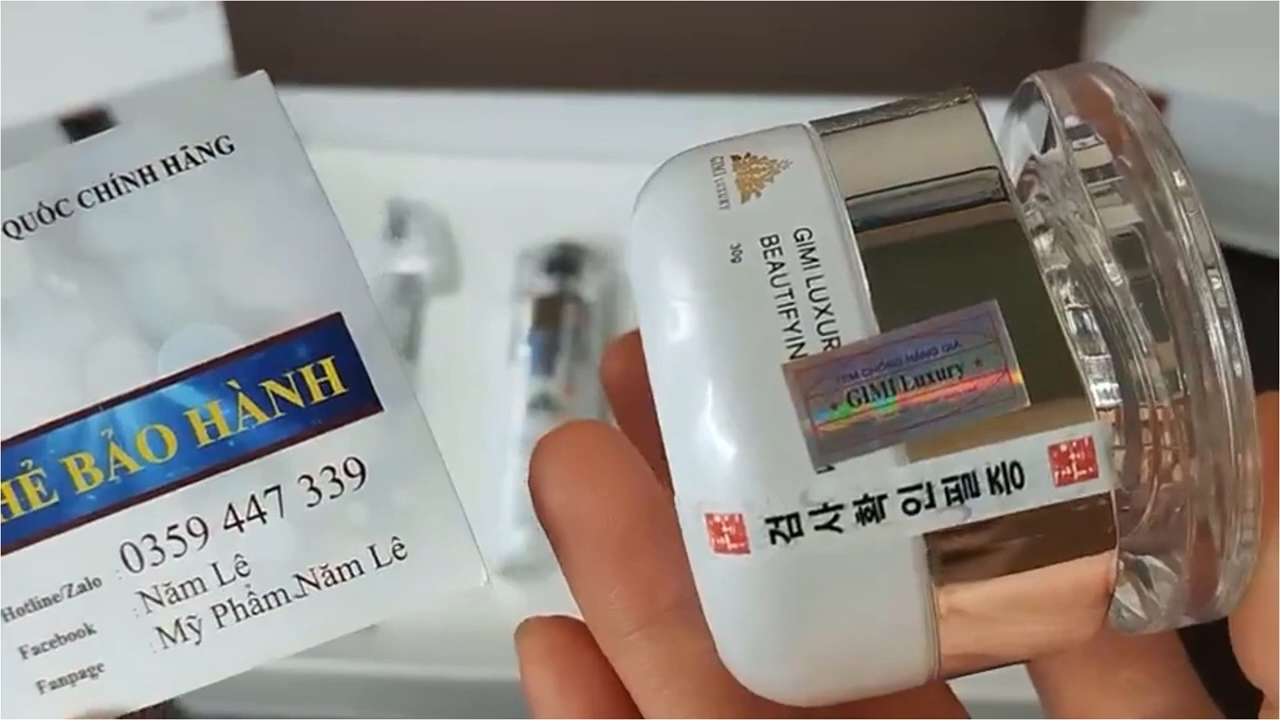 QUỐC CHÍNH HÃNG
HẺ BẢO HÀNH
Hotline/Zalo : 0359 447 339
Facebook : Năm Lê
Fanpage : Mỹ Phẩm Năm Lê
GIMI LUXURY
GIMI LUXUR
BEAUTIFYIN
30g
TEM CHỐNG HÀNG GIẢ
GIMI Luxury
검사확인필증